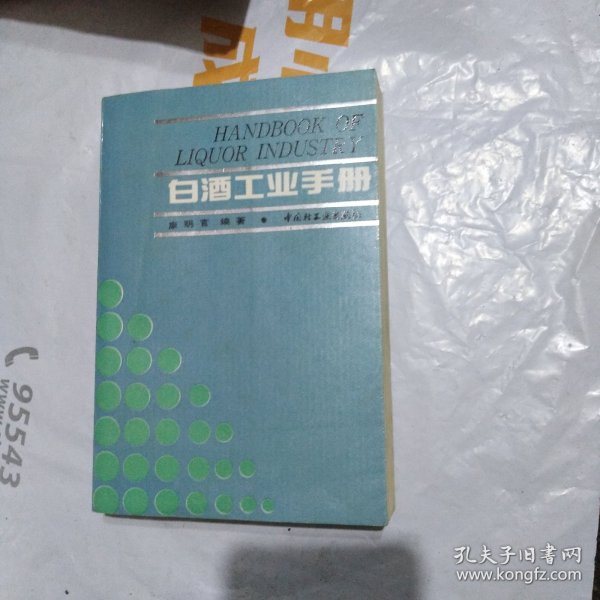 HANDBOOK OF
LIQUOR INDUSTRY
白酒工业手册
康明官 编著 · 中国轻工业出版社
95543
孔夫子旧书网
www.kongfz.com